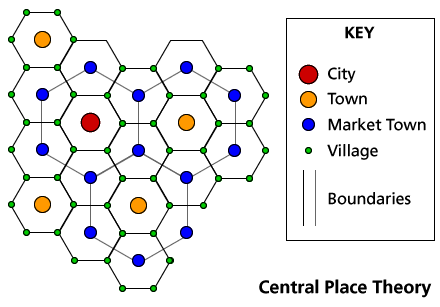 KEY
City
Town
Market Town
Village
Boundaries
Central Place Theory